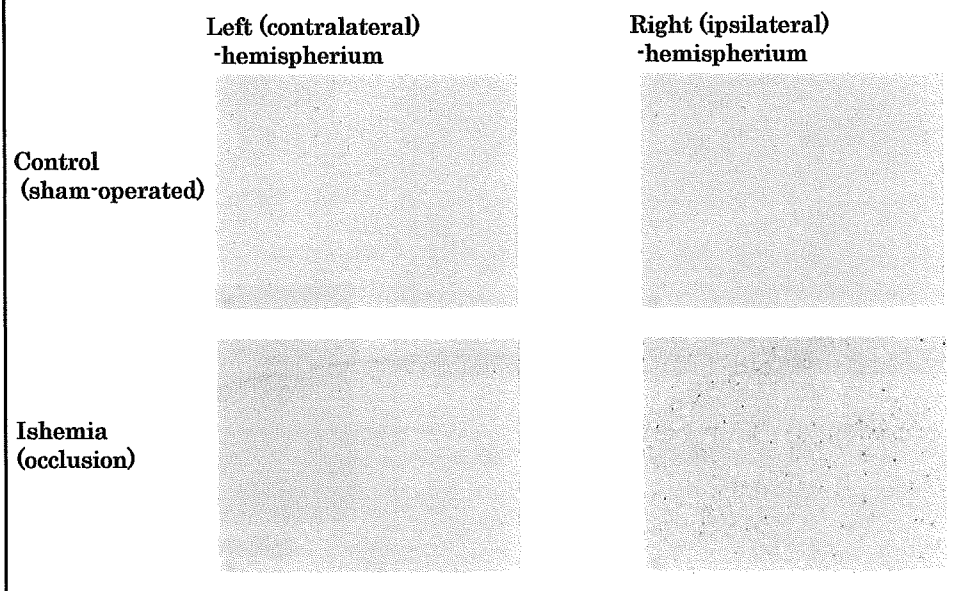 Left (contralateral)
-hemispherium
Right (ipsilateral)
-hemispherium
Control
(sham-operated)
Ishemia
(occlusion)